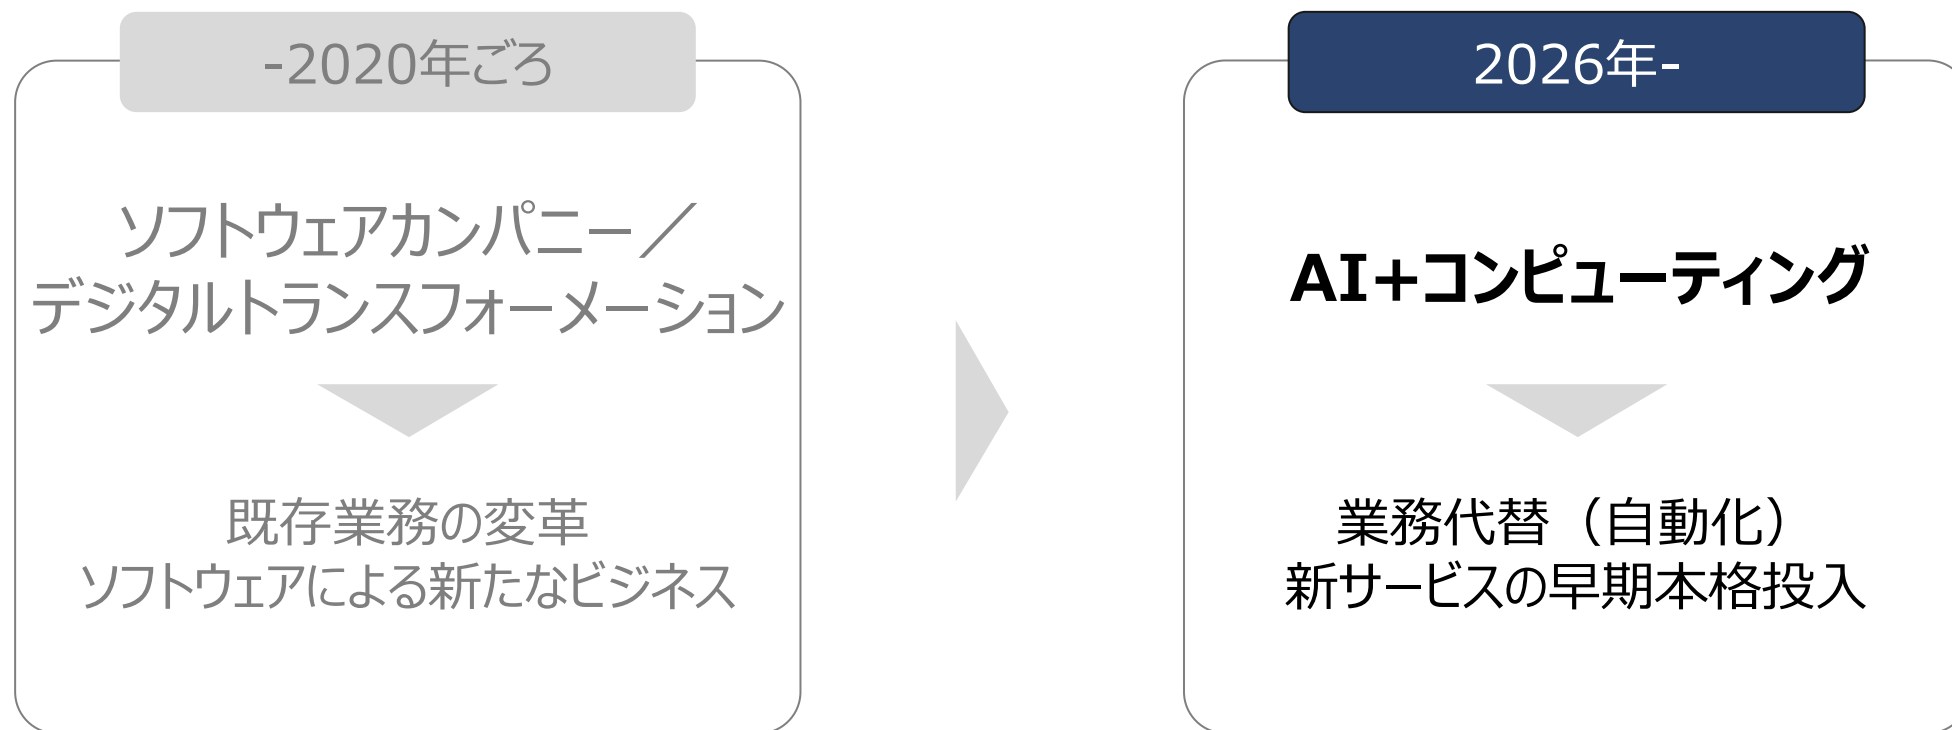 -2020年ごろ
ソフトウェアカンパニー／
デジタルトランスフォーメーション
既存業務の変革
ソフトウェアによる新たなビジネス
2026年-
AI+コンピューティング
業務代替（自動化）
新サービスの早期本格投入